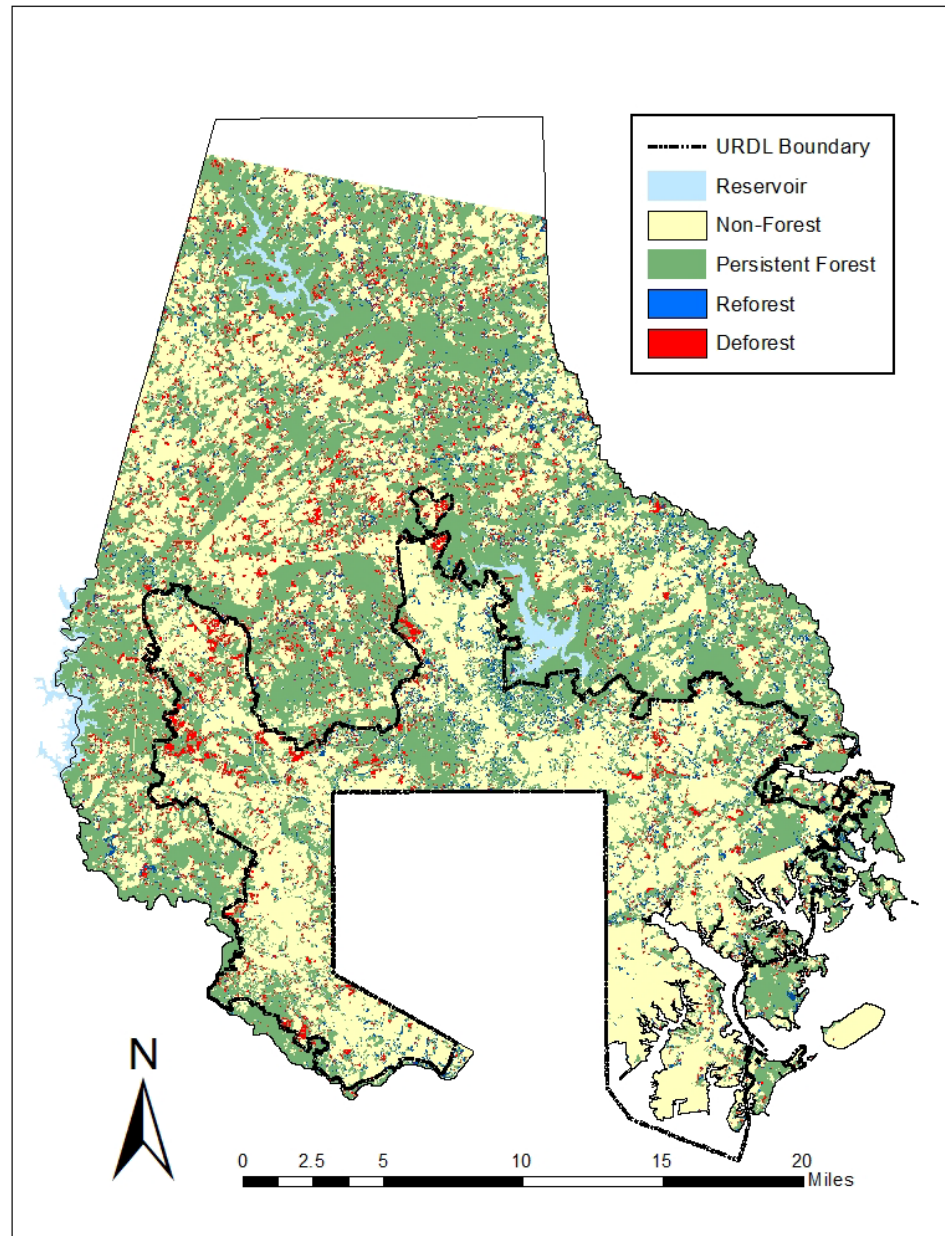 URDL Boundary
Reservoir
Non-Forest
Persistent Forest
Reforest
Deforest
N
0 2.5 5 10 15 20
Miles